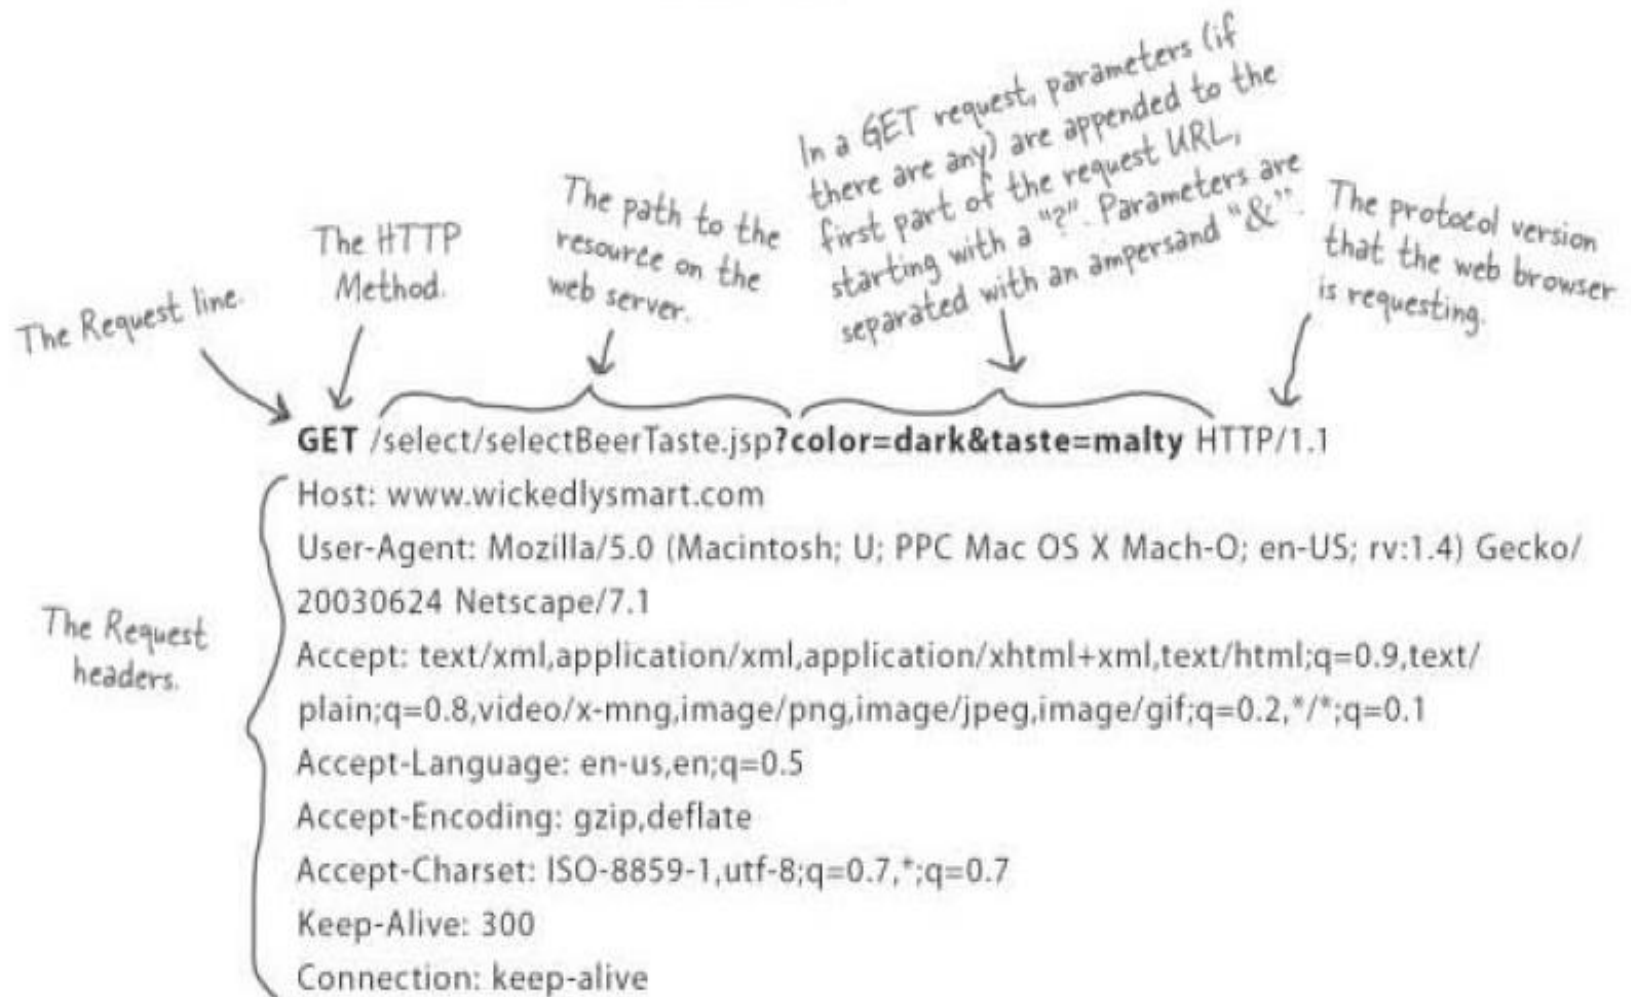 In a GET request, parameters (if
there are any) are appended to the
first part of the request URL,
starting with a "?". Parameters are
separated with an ampersand "&".
The path to the
resource on the
web server.
The HTTP
Method.
The protocol version
that the web browser
is requesting.
The Request line.
GET /select/selectBeerTaste.jsp?color=dark&taste=malty HTTP/1.1
Host: www.wickedlysmart.com
User-Agent: Mozilla/5.0 (Macintosh; U; PPC Mac OS X Mach-O; en-US; rv:1.4) Gecko/
20030624 Netscape/7.1
The Request
headers.
Accept: text/xml,application/xml,application/xhtml+xml,text/html;q=0.9,text/
plain;q=0.8,video/x-mng,image/png,image/jpeg,image/gif;q=0.2,*/*;q=0.1
Accept-Language: en-us,en;q=0.5
Accept-Encoding: gzip,deflate
Accept-Charset: ISO-8859-1,utf-8;q=0.7,*;q=0.7
Keep-Alive: 300
Connection: keep-alive